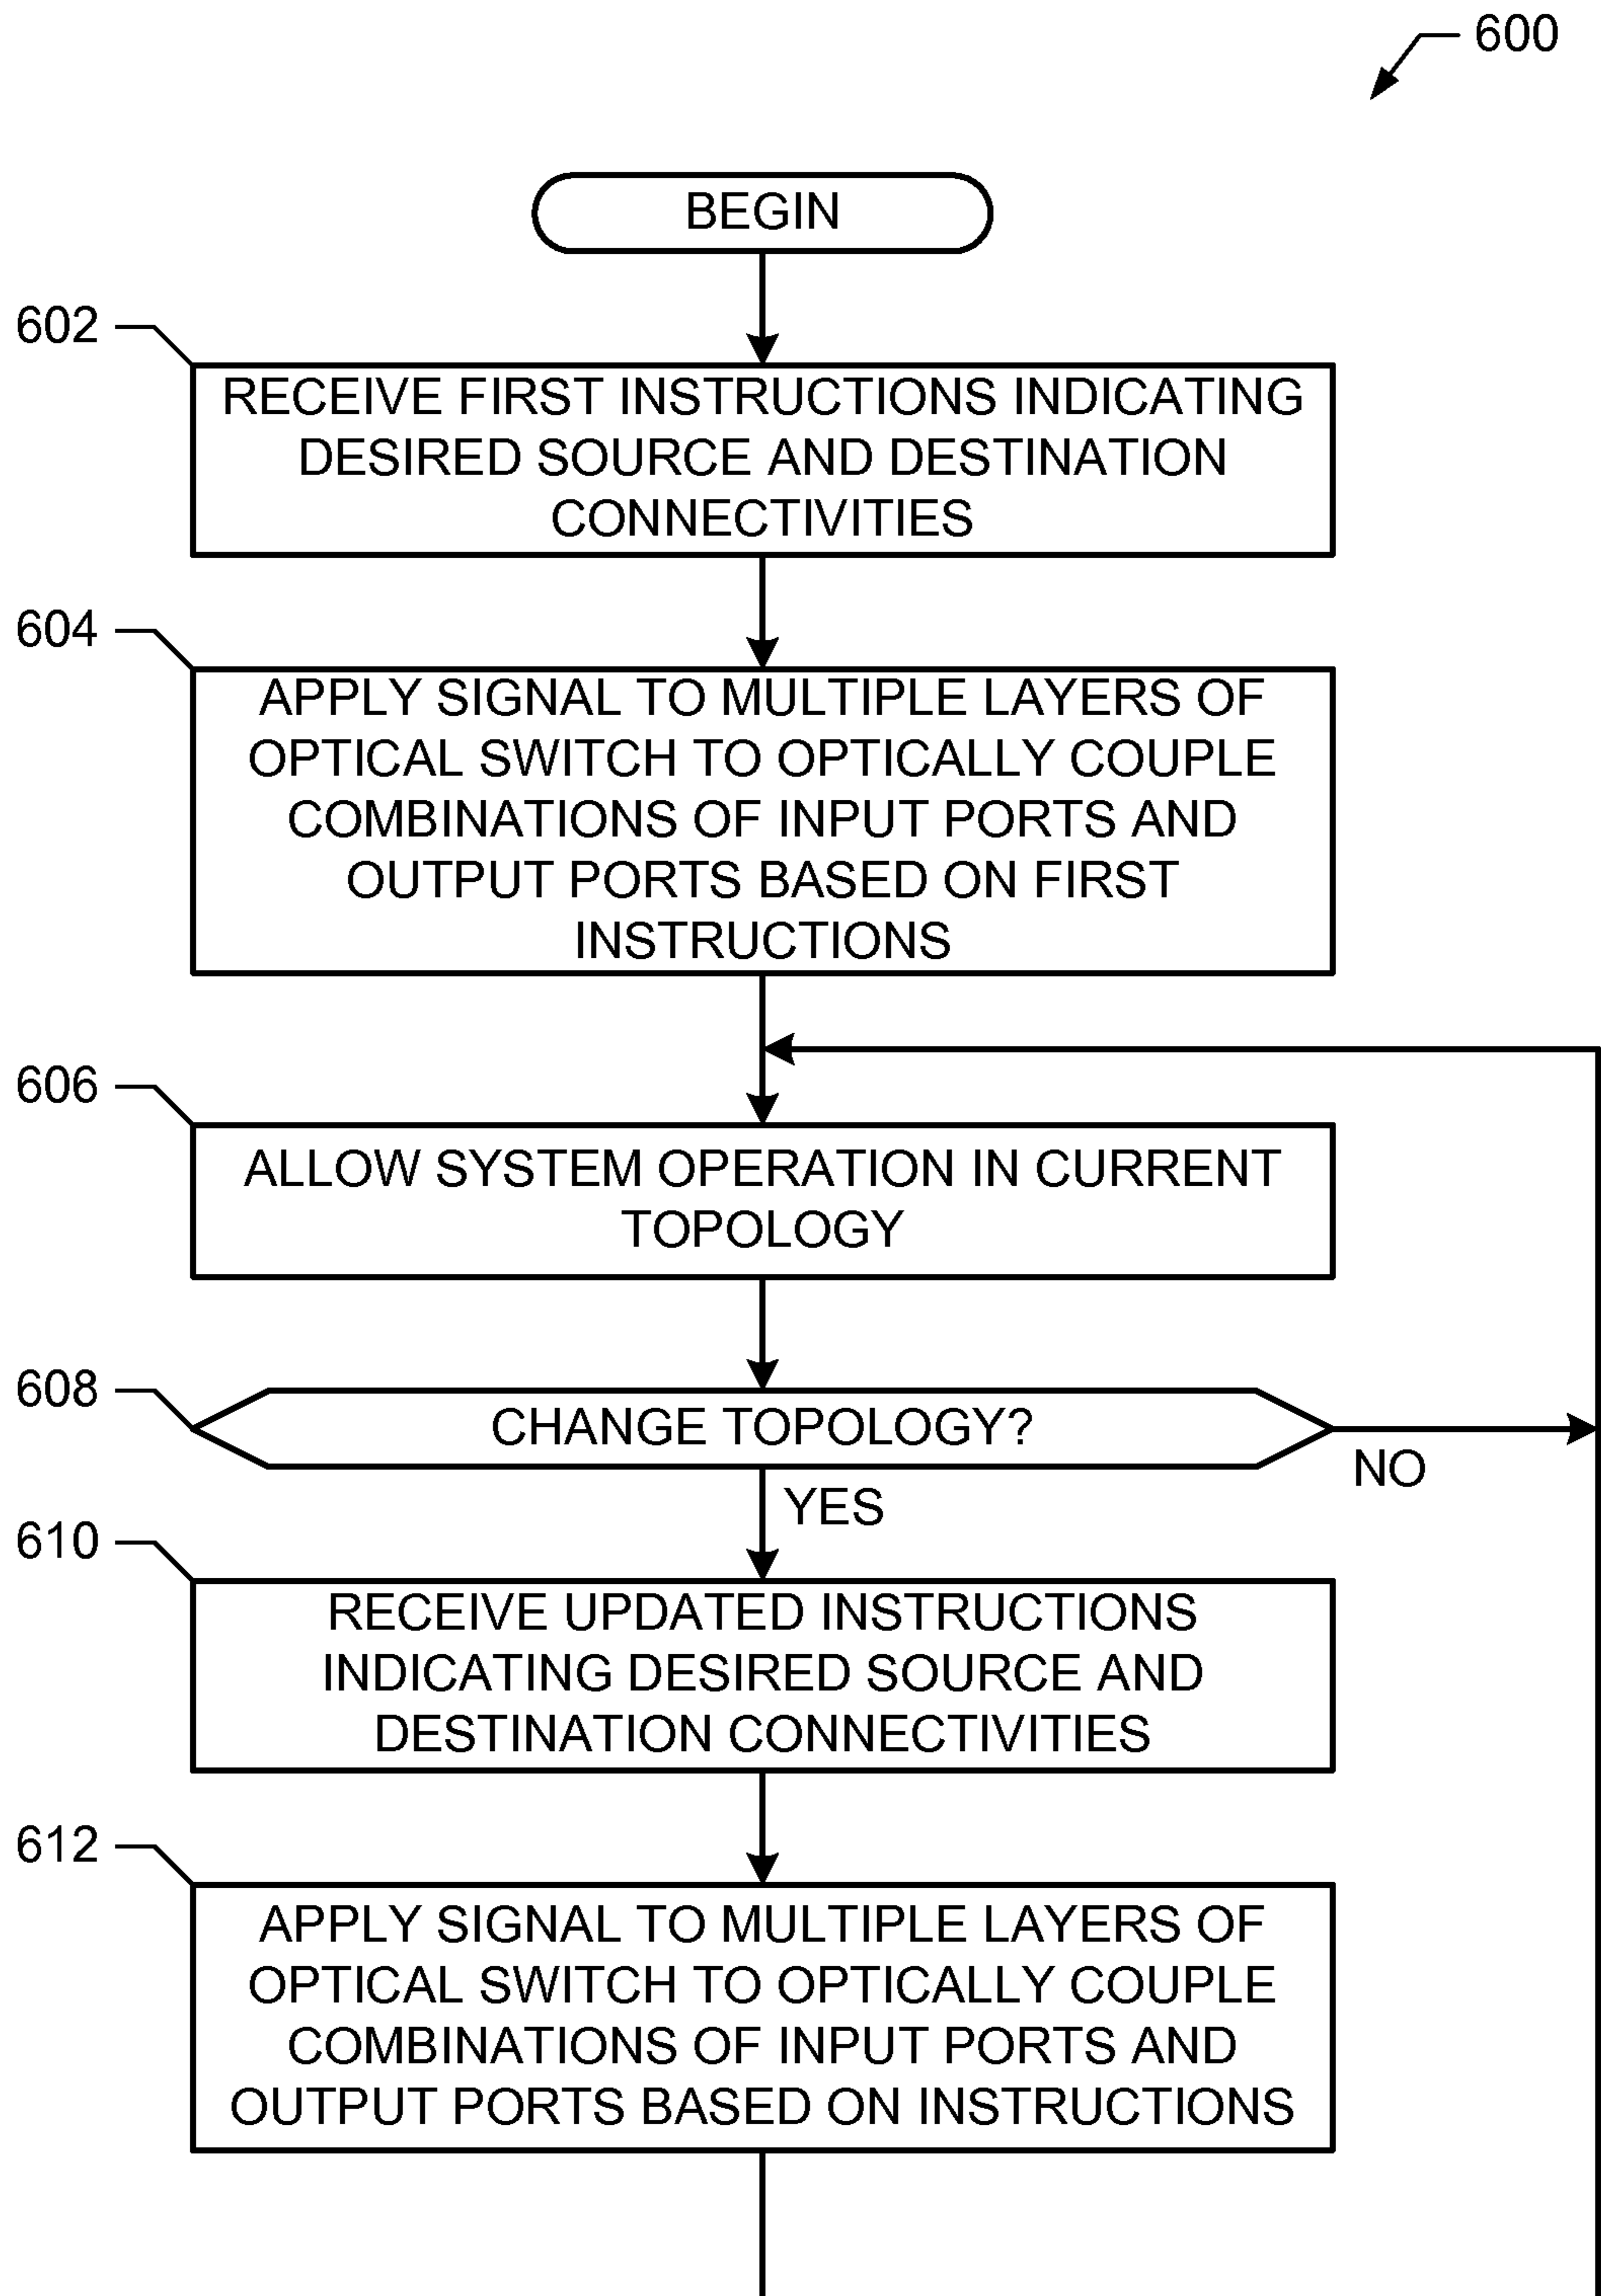 600
BEGIN
602
RECEIVE FIRST INSTRUCTIONS INDICATING
DESIRED SOURCE AND DESTINATION
CONNECTIVITIES
604
APPLY SIGNAL TO MULTIPLE LAYERS OF
OPTICAL SWITCH TO OPTICALLY COUPLE
COMBINATIONS OF INPUT PORTS AND
OUTPUT PORTS BASED ON FIRST
INSTRUCTIONS
606
ALLOW SYSTEM OPERATION IN CURRENT
TOPOLOGY
608
CHANGE TOPOLOGY?
NO
YES
610
RECEIVE UPDATED INSTRUCTIONS
INDICATING DESIRED SOURCE AND
DESTINATION CONNECTIVITIES
612
APPLY SIGNAL TO MULTIPLE LAYERS OF
OPTICAL SWITCH TO OPTICALLY COUPLE
COMBINATIONS OF INPUT PORTS AND
OUTPUT PORTS BASED ON INSTRUCTIONS